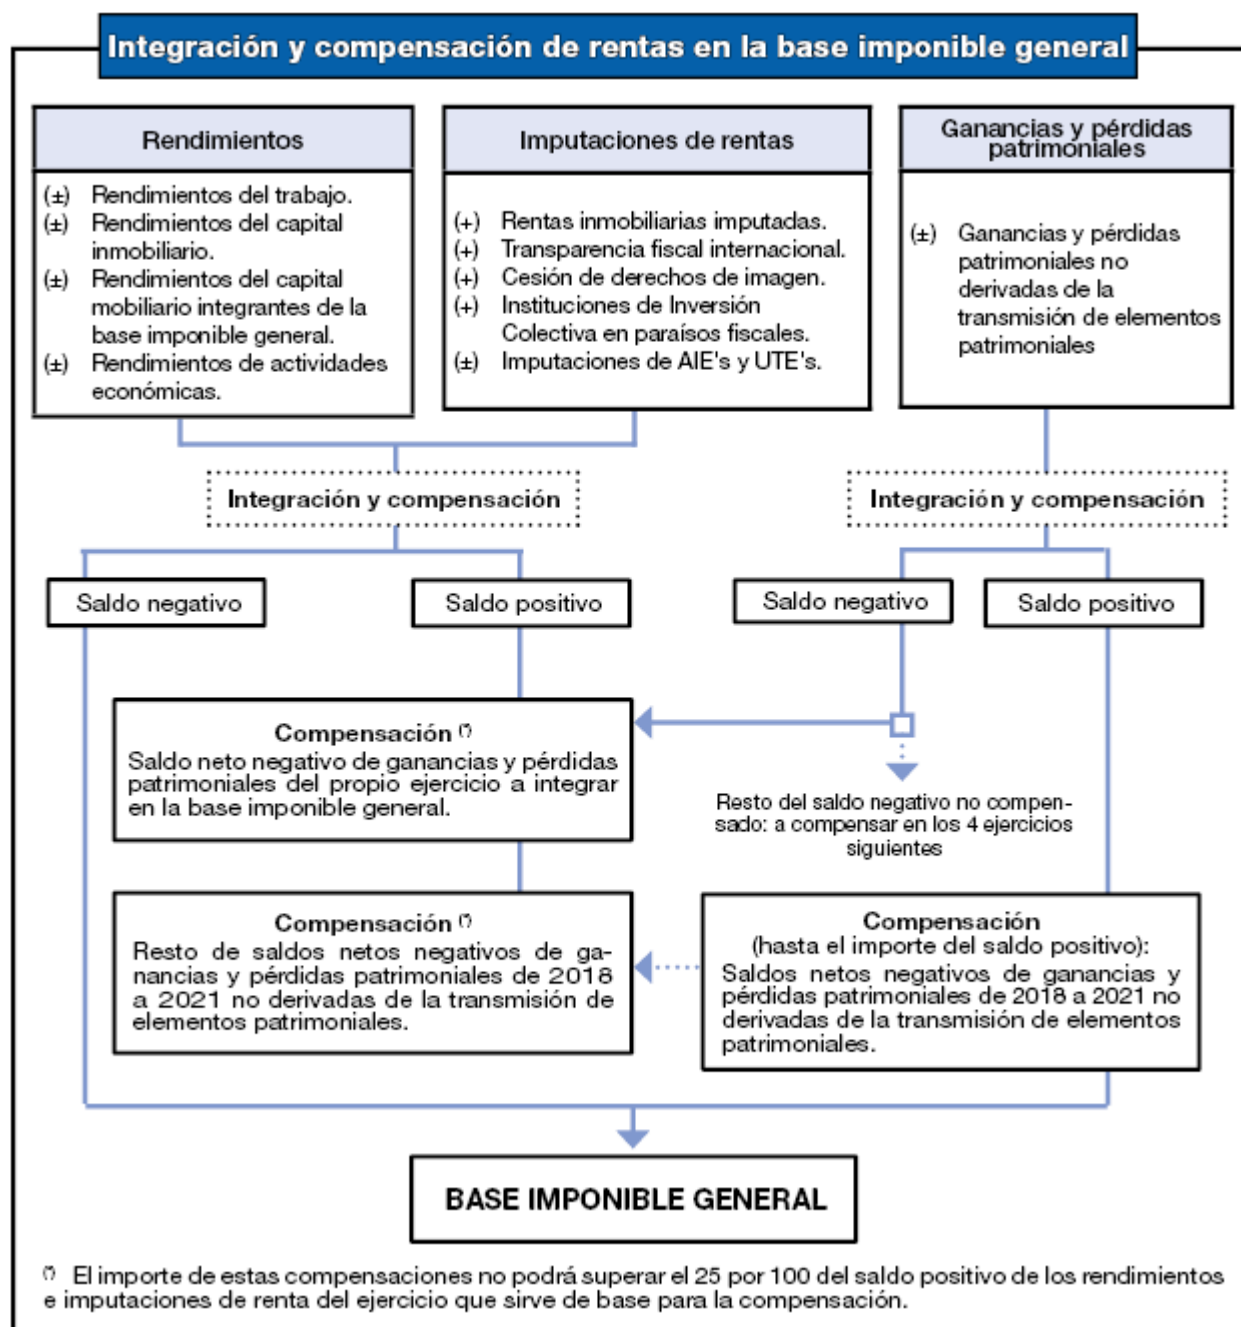 Integración y compensación de rentas en la base imponible general
Rendimientos
(±) Rendimientos del trabajo.
(±) Rendimientos del capital
inmobiliario.
(±) Rendimientos del capital
mobiliario integrantes de la
base imponible general.
(±) Rendimientos de actividades
económicas.
Imputaciones de rentas
(+) Rentas inmobiliarias imputadas.
(+) Transparencia fiscal internacional.
(+) Cesión de derechos de imagen.
(+) Instituciones de Inversión
Colectiva en paraísos fiscales.
(±) Imputaciones de AIE's y UTE's.
Ganancias y pérdidas
patrimoniales
(±) Ganancias y pérdidas
patrimoniales no
derivadas de la
transmisión de elementos
patrimoniales
Integración y compensación
Integración y compensación
Saldo negativo
Saldo positivo
Saldo negativo
Saldo positivo
Compensación (*)
Saldo neto negativo de ganancias y pérdidas
patrimoniales del propio ejercicio a integrar
en la base imponible general.
Resto del saldo negativo no compen-
sado: a compensar en los 4 ejercicios
siguientes
Compensación (*)
Resto de saldos netos negativos de ga-
nancias y pérdidas patrimoniales de 2018
a 2021 no derivadas de la transmisión de
elementos patrimoniales.
Compensación
(hasta el importe del saldo positivo):
Saldos netos negativos de ganancias y
pérdidas patrimoniales de 2018 a 2021 no
derivadas de la transmisión de elementos
patrimoniales.
BASE IMPONIBLE GENERAL
(*) El importe de estas compensaciones no podrá superar el 25 por 100 del saldo positivo de los rendimientos
e imputaciones de renta del ejercicio que sirve de base para la compensación.